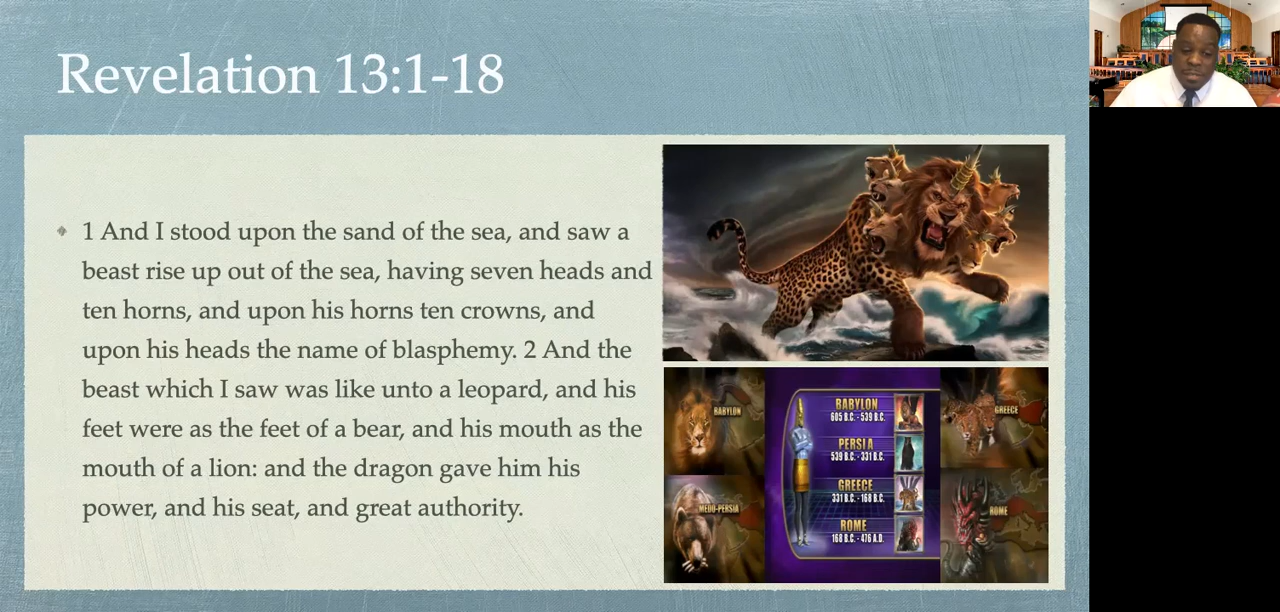 Revelation 13:1-18
1 And I stood upon the sand of the sea, and saw a
beast rise up out of the sea, having seven heads and
ten horns, and upon his horns ten crowns, and
upon his heads the name of blasphemy. 2 And the
beast which I saw was like unto a leopard, and his
feet were as the feet of a bear, and his mouth as the
mouth of a lion: and the dragon gave him his
power, and his seat, and great authority.
BABYLON
MEDO-PERSIA
BABYLON
605 B.C. - 539 B.C.
PERSIA
539 B.C. - 331 B.C.
GREECE
331 B.C. - 168 B.C.
ROME
168 B.C. - 476 A.D.
GREECE
ROME